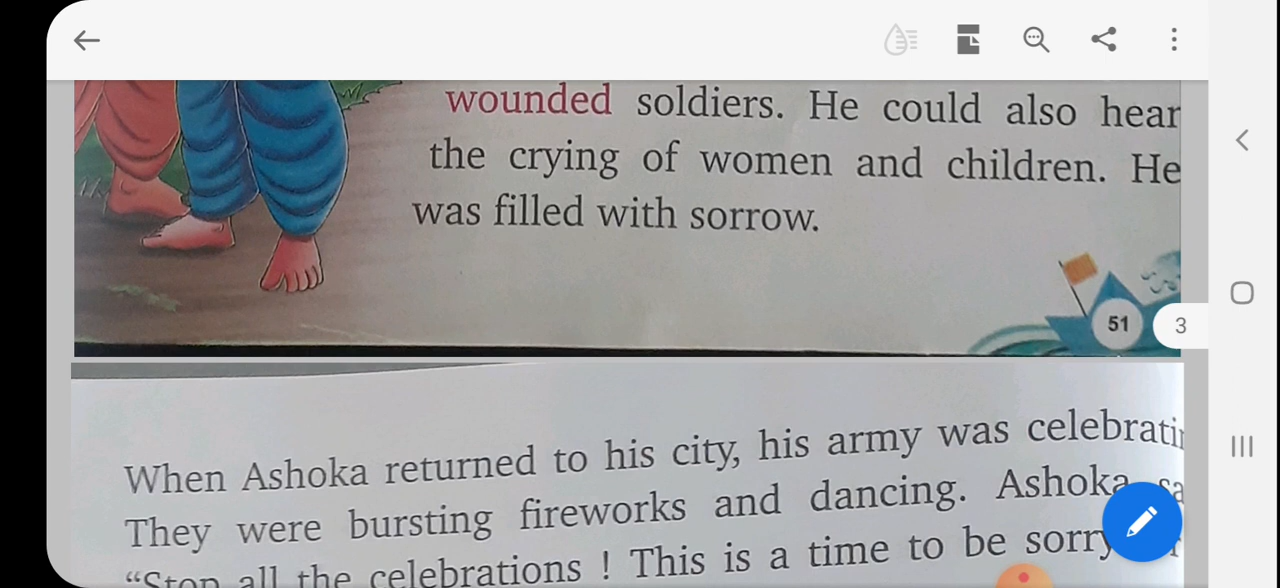 wounded soldiers. He could also hear
the crying of women and children. He
was filled with sorrow.
51
3
When Ashoka returned to his city, his army was
They were bursting fireworks and dancing. Ashoka
“Stop all the celebrations ! This is a time to be sorry